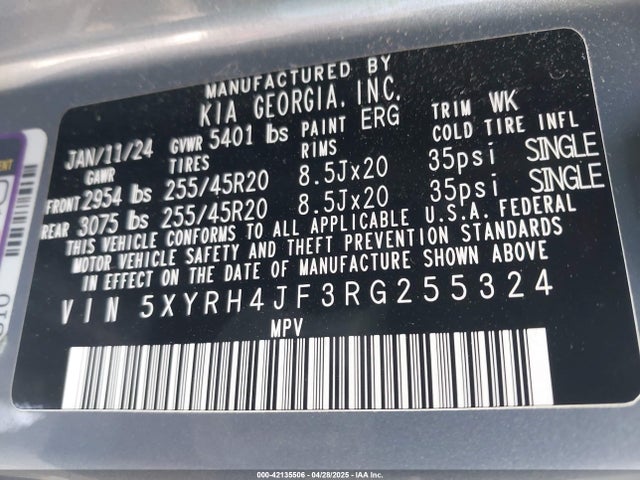 MANUFACTURED BY
KIA GEORGIA, INC.
JAN/11/24 GVWR 5401 lbs PAINT ERG TRIM WK
GAWR TIRES RIMS COLD TIRE INFL
FRONT 2954 lbs 255/45R20 8.5Jx20 35psi SINGLE
REAR 3075 lbs 255/45R20 8.5Jx20 35psi SINGLE
THIS VEHICLE CONFORMS TO ALL APPLICABLE U.S.A. FEDERAL
MOTOR VEHICLE SAFETY AND THEFT PREVENTION STANDARDS
IN EFFECT ON THE DATE OF MANUFACTURE SHOWN ABOVE
VIN 5XYRH4JF3RG255324
MPV
000-42135506 - 04/28/2025 - IAA Inc.